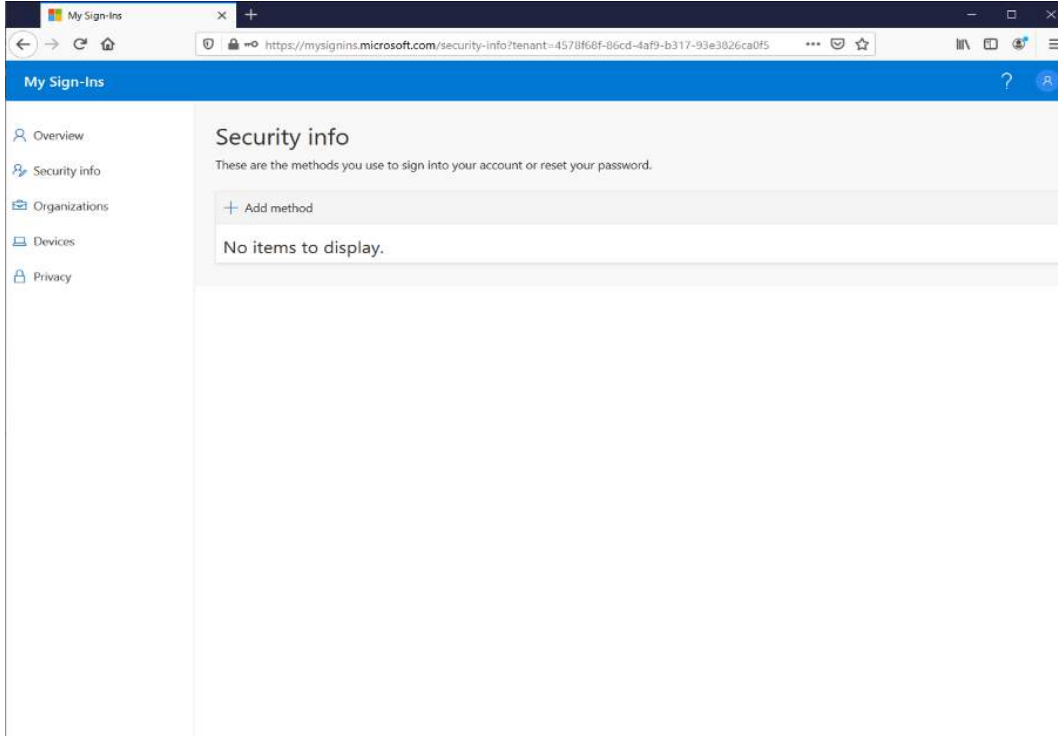 My Sign-Ins
https://mysignins.microsoft.com/security-info?tenant=4578f68f-86cd-4af9-b317-93e3826ca0f5
My Sign-Ins
?
Overview
Security info
Organizations
Devices
Privacy
Security info
These are the methods you use to sign into your account or reset your password.
+ Add method
No items to display.